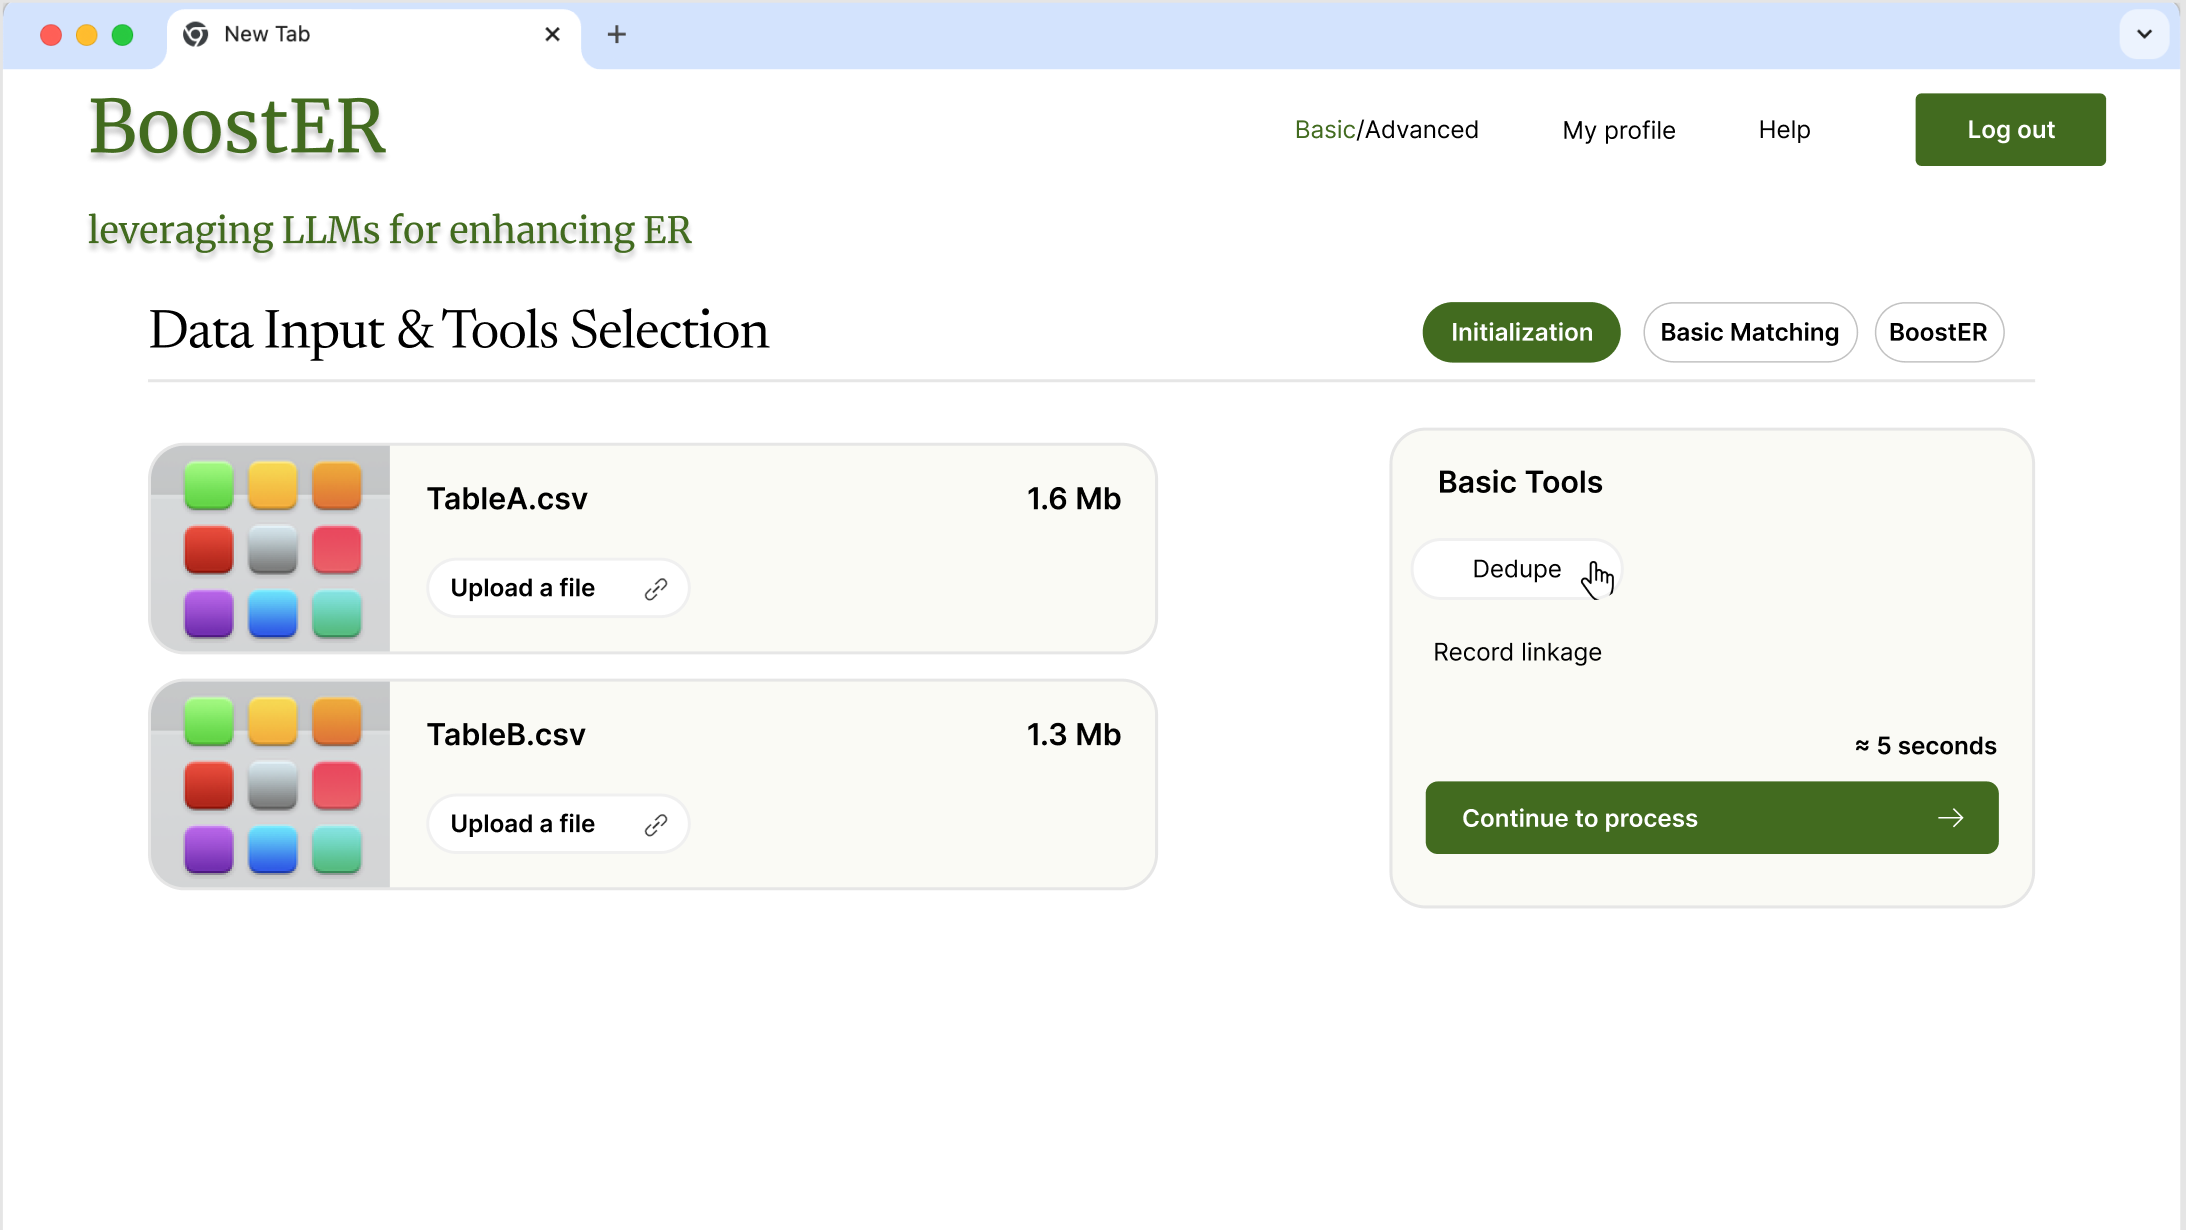 New Tab
BoostER
Basic/Advanced
My profile
Help
Log out
leveraging LLMs for enhancing ER
Data Input & Tools Selection
Initialization
Basic Matching
BoostER
TableA.csv
1.6 Mb
Upload a file
TableB.csv
1.3 Mb
Upload a file
Basic Tools
Dedupe
Record linkage
≈ 5 seconds
Continue to process